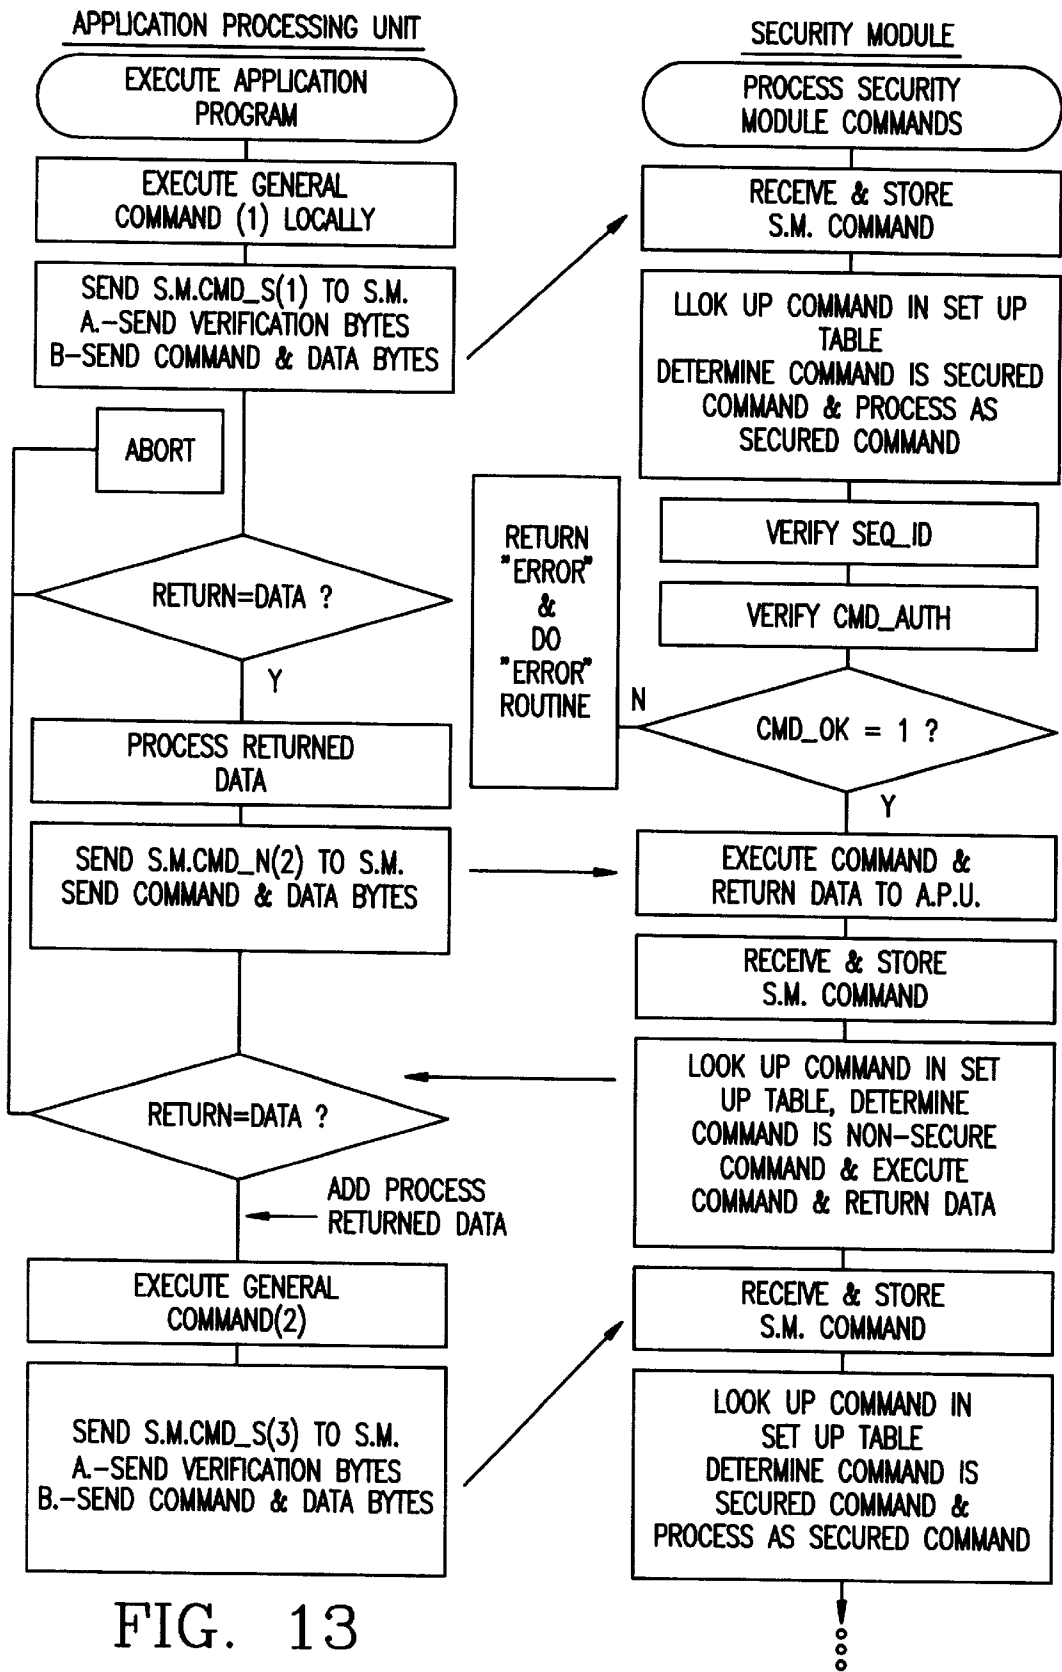 APPLICATION PROCESSING UNIT
EXECUTE APPLICATION
PROGRAM
EXECUTE GENERAL
COMMAND (1) LOCALLY
SEND S.M.CMD_S(1) TO S.M.
A.-SEND VERIFICATION BYTES
B-SEND COMMAND & DATA BYTES
ABORT
RETURN=DATA ?
Y
PROCESS RETURNED
DATA
SEND S.M.CMD_N(2) TO S.M.
SEND COMMAND & DATA BYTES
RETURN=DATA ?
ADD PROCESS
RETURNED DATA
EXECUTE GENERAL
COMMAND(2)
SEND S.M.CMD_S(3) TO S.M.
A.-SEND VERIFICATION BYTES
B.-SEND COMMAND & DATA BYTES
SECURITY MODULE
PROCESS SECURITY
MODULE COMMANDS
RECEIVE & STORE
S.M. COMMAND
LLOK UP COMMAND IN SET UP
TABLE
DETERMINE COMMAND IS SECURED
COMMAND & PROCESS AS
SECURED COMMAND
VERIFY SEQ_ID
VERIFY CMD_AUTH
CMD_OK = 1 ?
N
RETURN
"ERROR"
&
DO
"ERROR"
ROUTINE
Y
EXECUTE COMMAND &
RETURN DATA TO A.P.U.
RECEIVE & STORE
S.M. COMMAND
LOOK UP COMMAND IN SET
UP TABLE, DETERMINE
COMMAND IS NON-SECURE
COMMAND & EXECUTE
COMMAND & RETURN DATA
RECEIVE & STORE
S.M. COMMAND
LOOK UP COMMAND IN
SET UP TABLE
DETERMINE COMMAND IS
SECURED COMMAND &
PROCESS AS SECURED COMMAND
FIG. 13